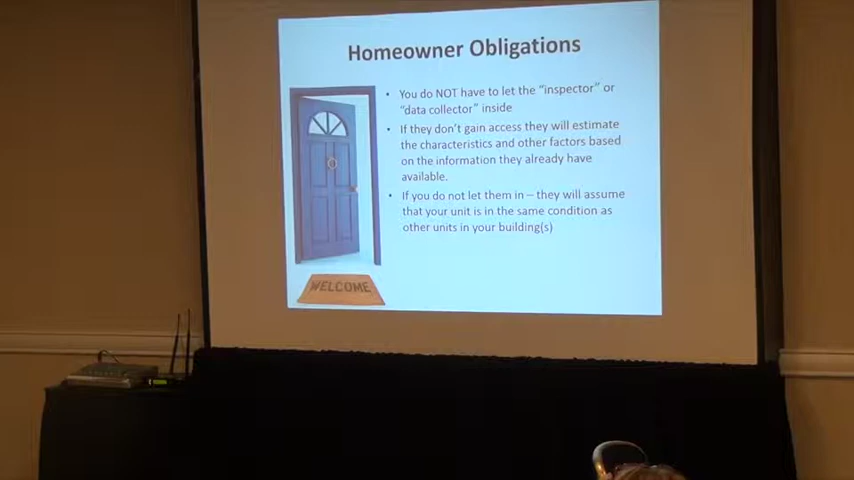 Homeowner Obligations
• You do NOT have to let the "inspector" or
"data collector" inside
• If they don't gain access they will estimate
the characteristics and other factors based
on the information they already have
available.
• If you do not let them in – they will assume
that your unit is in the same condition as
other units in your building(s)
WELCOME